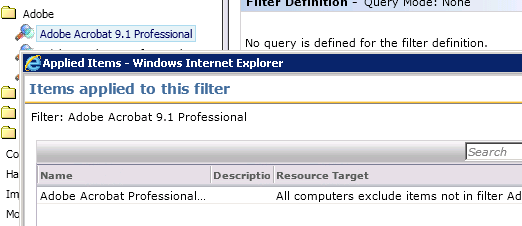 Adobe
Filter Definition - Query Mode: None
Adobe Acrobat 9.1 Professional
No query is defined for the filter definition.
Applied Items - Windows Internet Explorer
Items applied to this filter
Filter: Adobe Acrobat 9.1 Professional
Search
Name Descriptio Resource Target
Adobe Acrobat Professional... All computers exclude items not in filter Ad
Co
Ha
Im
Mo